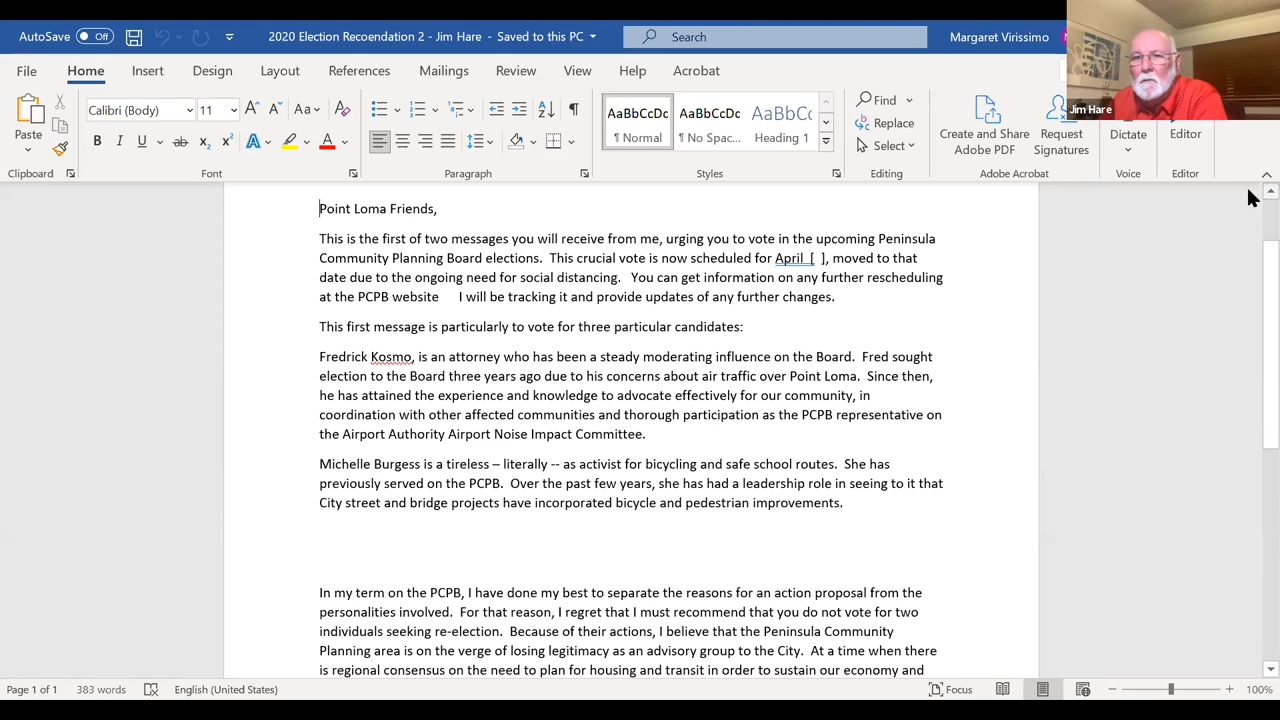 AutoSave Off 2020 Election Recoendation 2 - Jim Hare - Saved to this PC Search Margaret Virissimo
File Home Insert Design Layout References Mailings Review View Help Acrobat
Jim Hare
Calibri (Body) 11 Aa AaBbCcDc AaBbCcDc AaBbCc Find
Paste B I U ab x₂ x² A A ¶ Normal ¶ No Spac... Heading 1 Replace Select
Create and Share Adobe PDF
Request Signatures
Dictate
Editor
Clipboard Font Paragraph Styles Editing Adobe Acrobat Voice Editor
Point Loma Friends,
This is the first of two messages you will receive from me, urging you to vote in the upcoming Peninsula
Community Planning Board elections.  This crucial vote is now scheduled for April  [  ], moved to that
date due to the ongoing need for social distancing.   You can get information on any further rescheduling
at the PCPB website     I will be tracking it and provide updates of any further changes.
This first message is particularly to vote for three particular candidates:
Fredrick Kosmo, is an attorney who has been a steady moderating influence on the Board.  Fred sought
election to the Board three years ago due to his concerns about air traffic over Point Loma.  Since then,
he has attained the experience and knowledge to advocate effectively for our community, in
coordination with other affected communities and thorough participation as the PCPB representative on
the Airport Authority Airport Noise Impact Committee.
Michelle Burgess is a tireless – literally -- as activist for bicycling and safe school routes.  She has
previously served on the PCPB.  Over the past few years, she has had a leadership role in seeing to it that
City street and bridge projects have incorporated bicycle and pedestrian improvements.
In my term on the PCPB, I have done my best to separate the reasons for an action proposal from the
personalities involved.  For that reason, I regret that I must recommend that you do not vote for two
individuals seeking re-election.  Because of their actions, I believe that the Peninsula Community
Planning area is on the verge of losing legitimacy as an advisory group to the City.  At a time when there
is regional consensus on the need to plan for housing and transit in order to sustain our economy and
Page 1 of 1 383 words English (United States) Focus 100%